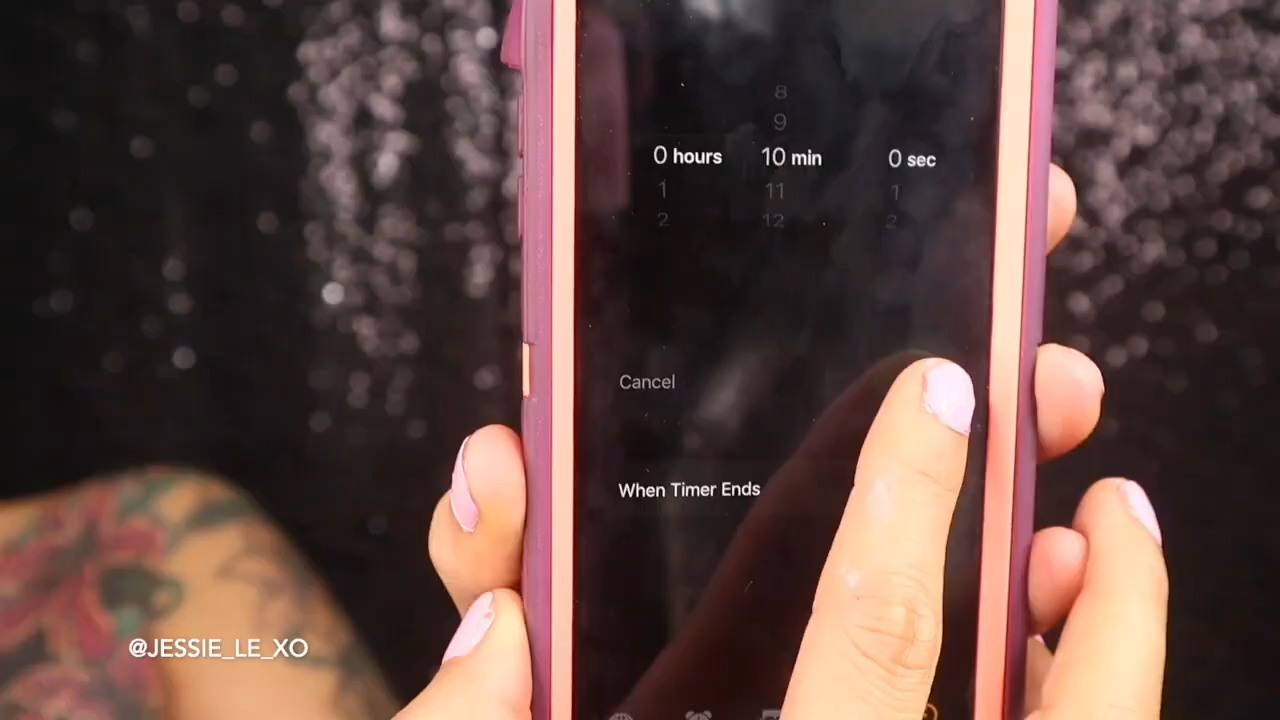 8
9
0 hours 10 min 0 sec
1 11 1
2 12 2
Cancel
When Timer Ends
@JESSIE_LE_XO